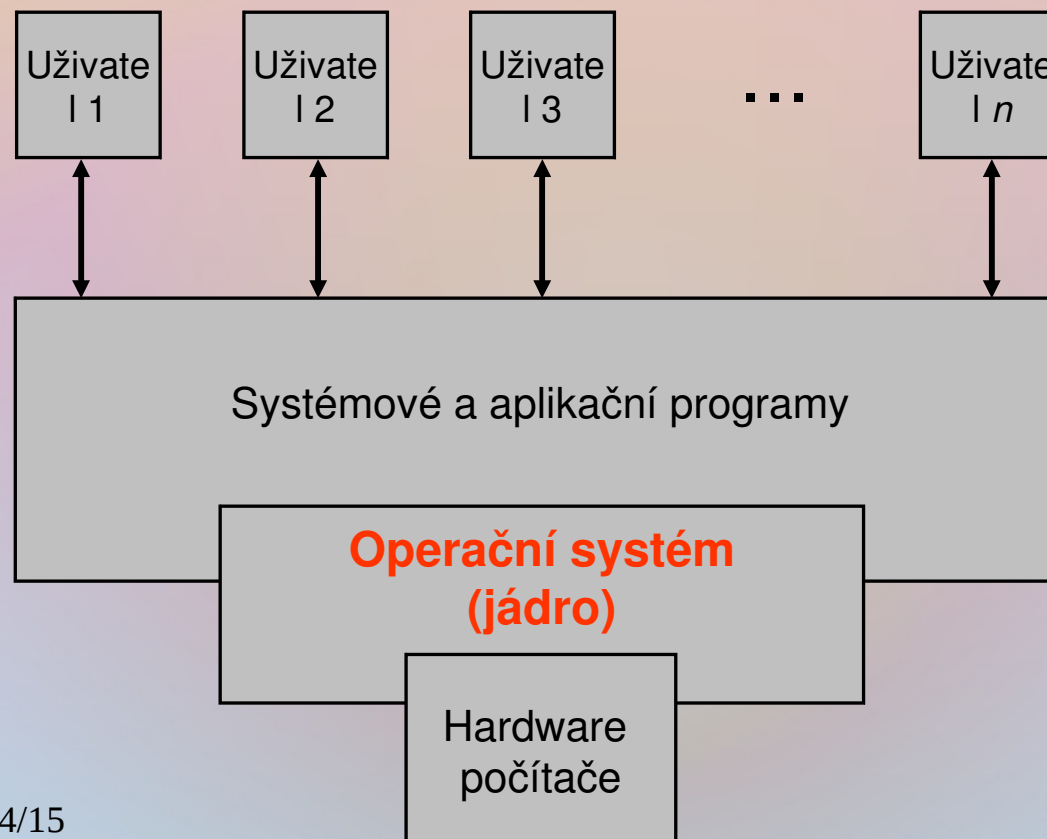 Uživate
l 1
Uživate
l 2
Uživate
l 3
...
Uživate
l n
Systémové a aplikační programy
Operační systém
(jádro)
Hardware
počítače
4/15